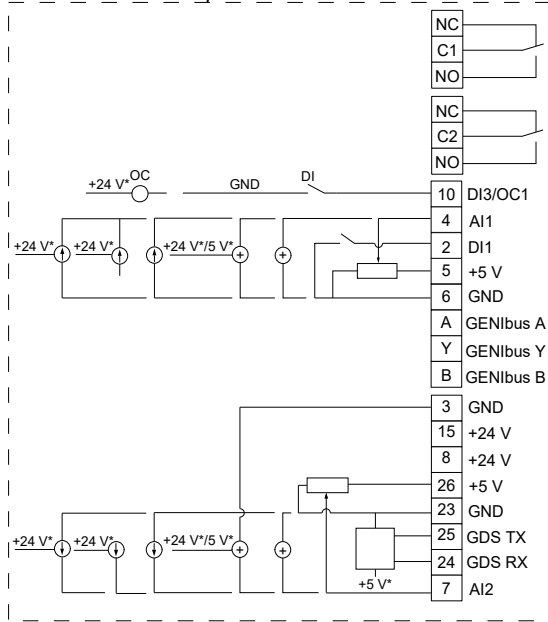 NC
C1
NO
NC
C2
NO
+24 V* OC GND DI 10 DI3/OC1
4 AI1
+24 V* +24 V* +24 V*/5 V* 2 DI1
5 +5 V
6 GND
A GENIbus A
Y GENIbus Y
B GENIbus B
3 GND
15 +24 V
8 +24 V
26 +5 V
23 GND
+24 V* +24 V* +24 V*/5 V* 25 GDS TX
24 GDS RX
+5 V* 7 AI2